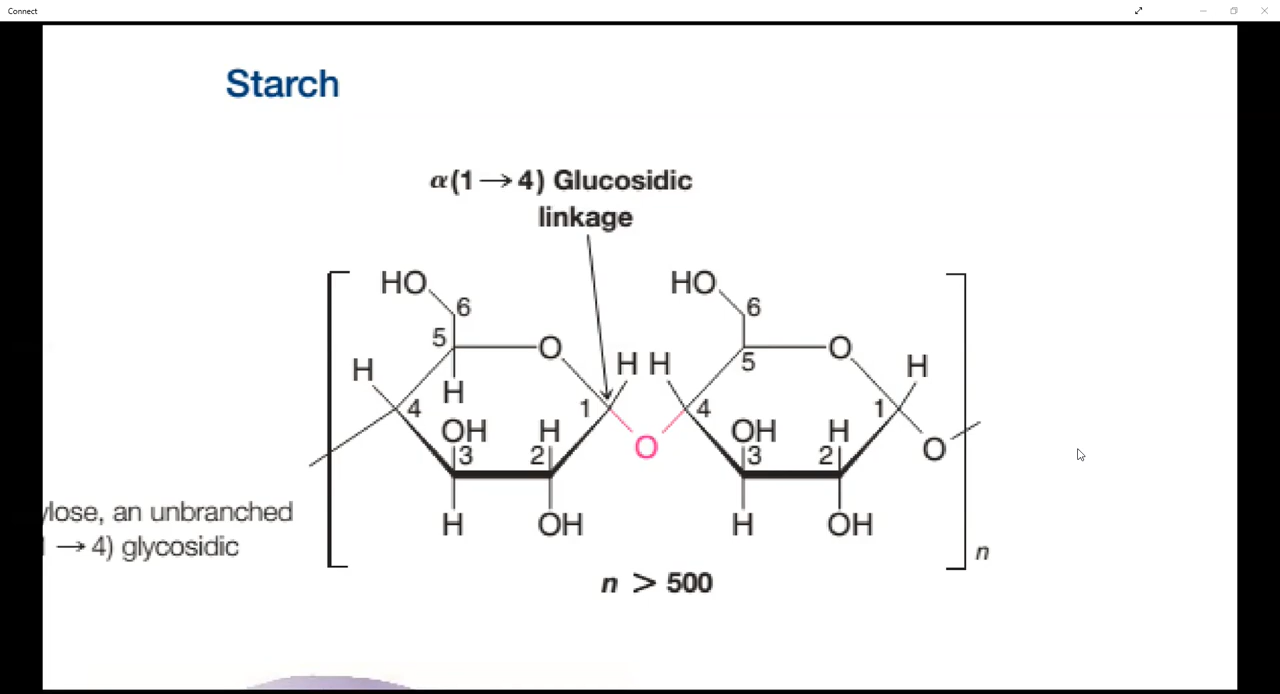 Connect
Starch
α(1→4) Glucosidic
linkage
HO HO
6 6
5 O 5 O
H H H H
H
4 1 4 1
OH H OH H
O O
3 2 3 2
H OH H OH
n
n > 500
ylose, an unbranched
→ 4) glycosidic